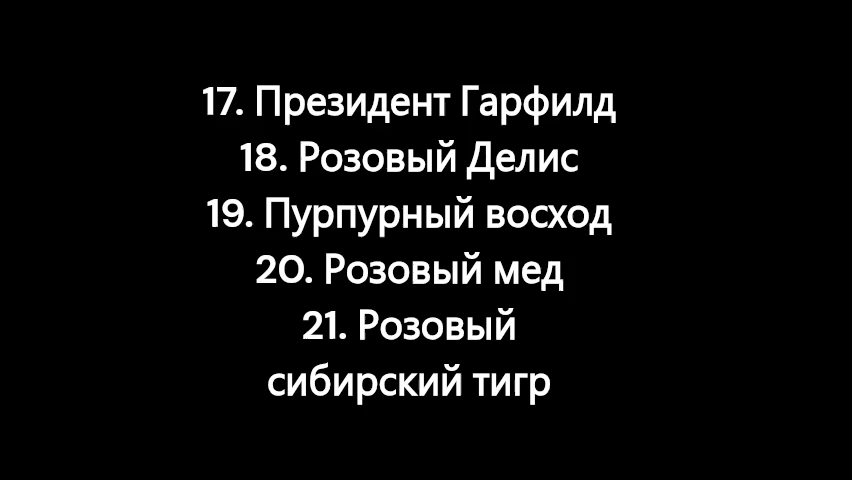 17. Президент Гарфилд
18. Розовый Делис
19. Пурпурный восход
20. Розовый мед
21. Розовый
сибирский тигр